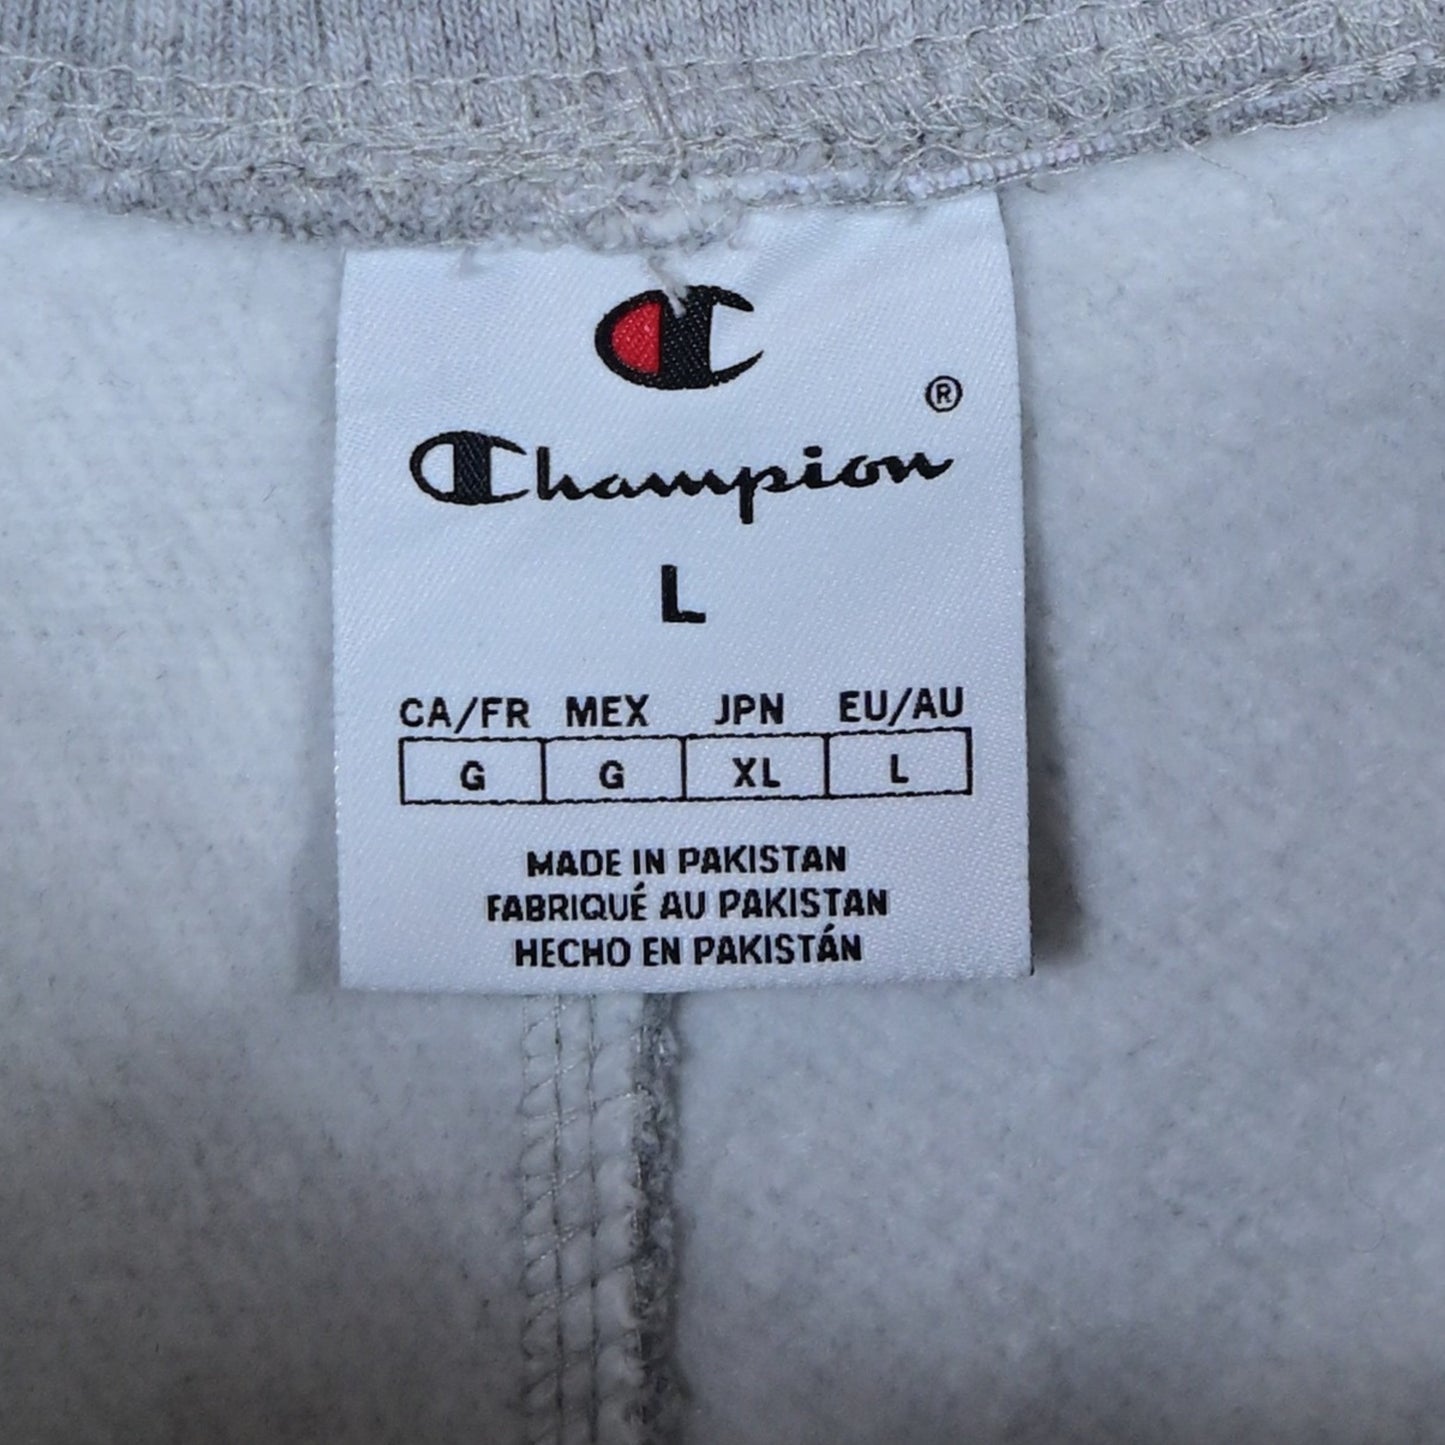 ®
Champion
L
CA/FR MEX JPN EU/AU
G G XL L
MADE IN PAKISTAN
FABRIQUÉ AU PAKISTAN
HECHO EN PAKISTÁN